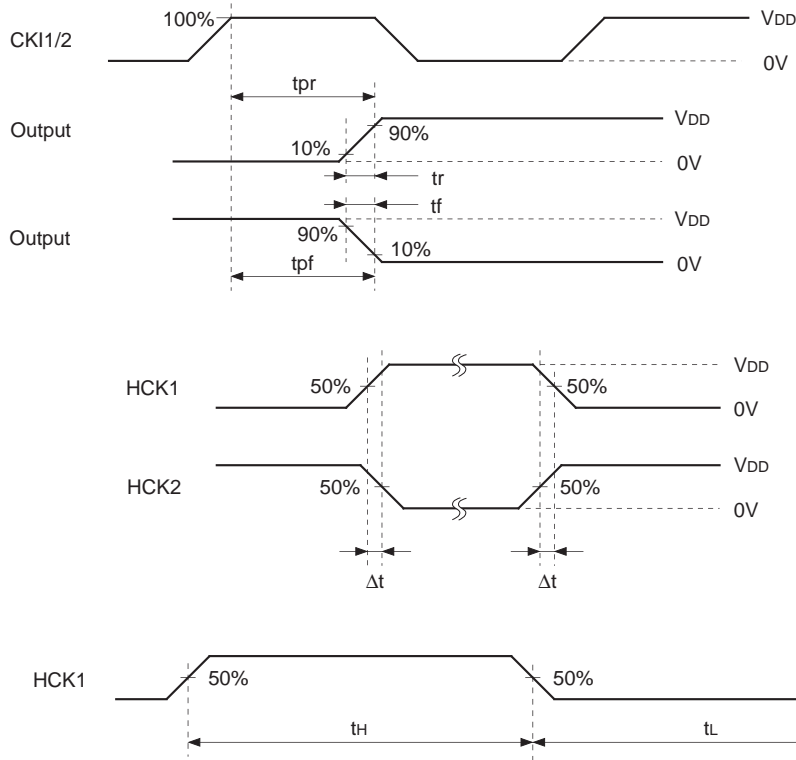 100%
VDD
CKI1/2
0V
tpr
VDD
Output
90%
10%
0V
tr
tf
VDD
Output
90%
10%
0V
tpf
VDD
HCK1
50%
50%
0V
VDD
HCK2
50%
50%
0V
Δt
Δt
HCK1
50%
50%
tH
tL